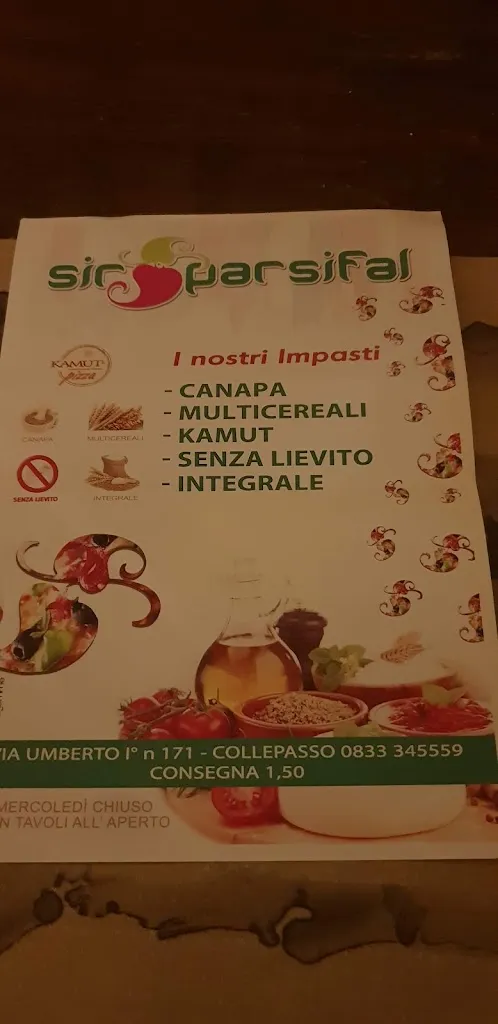 sir parsifal
KAMUT
I nostri Impasti
- CANAPA
- MULTICEREALI
- KAMUT
- SENZA LIEVITO
- INTEGRALE
CANAPA
MULTICEREALI
SENZA LIEVITO
INTEGRALE
VIA UMBERTO I° n 171 - COLLEPASSO 0833 345559
CONSEGNA 1,50
MERCOLEDÌ CHIUSO
N TAVOLI ALL' APERTO